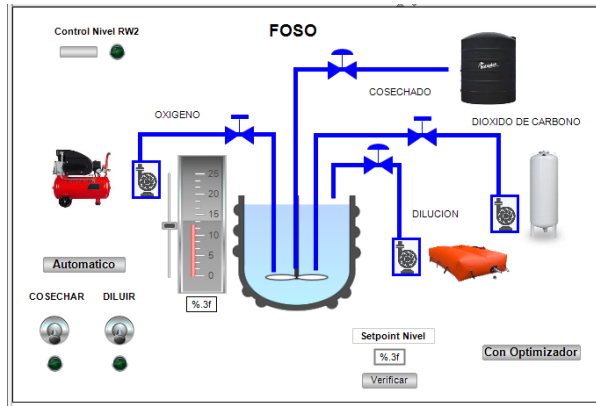 Control Nivel RW2
FOSO
COSECHADO
OXIGENO
DIOXIDO DE CARBONO
25
20
15
10
5
0
DILUCION
Automatico
%.3f
COSECHAR
DILUIR
Setpoint Nivel
%.3f
Con Optimizador
Verificar